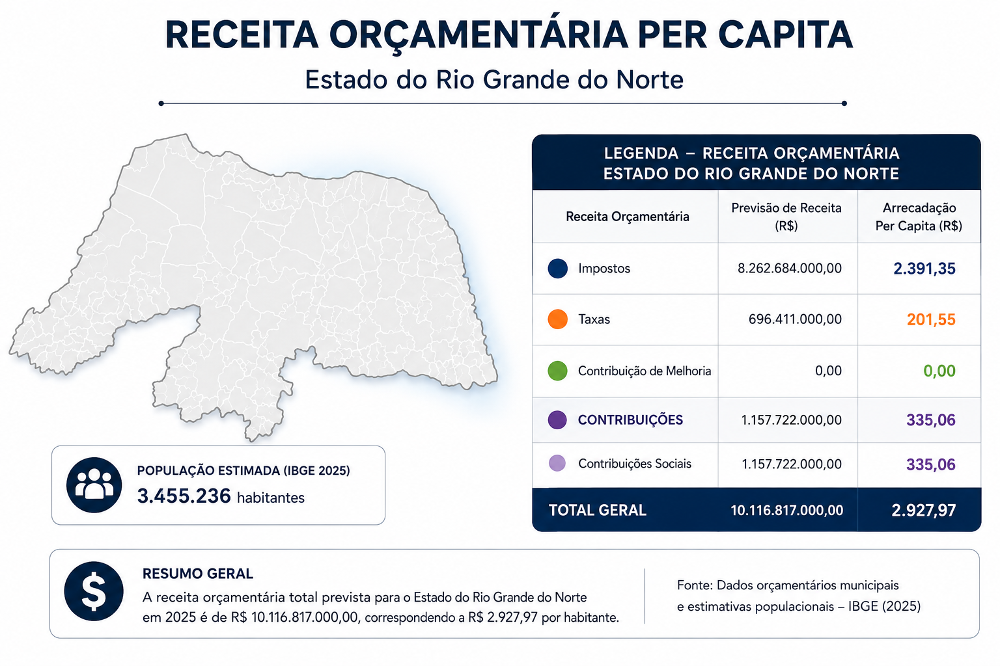 RECEITA ORÇAMENTÁRIA PER CAPITA
Estado do Rio Grande do Norte
LEGENDA – RECEITA ORÇAMENTÁRIA
ESTADO DO RIO GRANDE DO NORTE
Receita Orçamentária
Previsão de Receita
(R$)
Arrecadação
Per Capita (R$)
Impostos 8.262.684.000,00 2.391,35
Taxas 696.411.000,00 201,55
Contribuição de Melhoria 0,00 0,00
CONTRIBUIÇÕES 1.157.722.000,00 335,06
Contribuições Sociais 1.157.722.000,00 335,06
TOTAL GERAL 10.116.817.000,00 2.927,97
POPULAÇÃO ESTIMADA (IBGE 2025)
3.455.236 habitantes
RESUMO GERAL
A receita orçamentária total prevista para o Estado do Rio Grande do Norte
em 2025 é de R$ 10.116.817.000,00, correspondendo a R$ 2.927,97 por habitante.
Fonte: Dados orçamentários municipais
e estimativas populacionais – IBGE (2025)